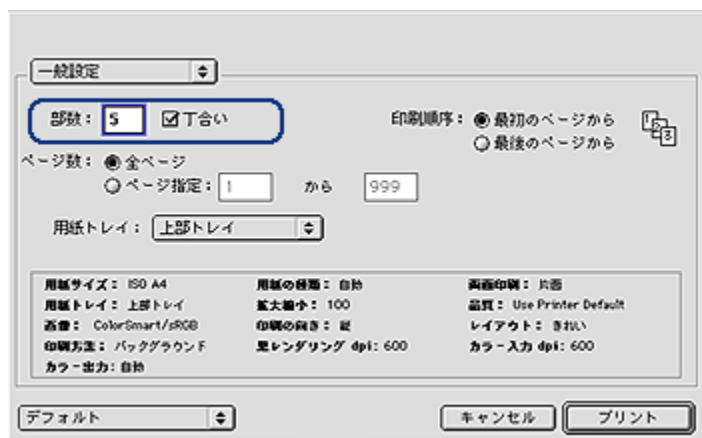 一般設定
部数： 5 丁合い 印刷順序： 最初のページから
最後のページから
ページ数： 全ページ
ページ指定： 1 から 999
用紙トレイ： 上部トレイ
用紙サイズ： ISO A4 用紙の種類： 自動 両面印刷： 片面
用紙トレイ： 上部トレイ 拡大縮小： 100 品質： Use Printer Default
画像： ColorSmart/sRGB 印刷の向き： 縦 レイアウト： きれい
印刷方法： バックグラウンド 黒レンダリング dpi: 600 カラー入力 dpi: 600
カラー出力: 自動
デフォルト キャンセル プリント